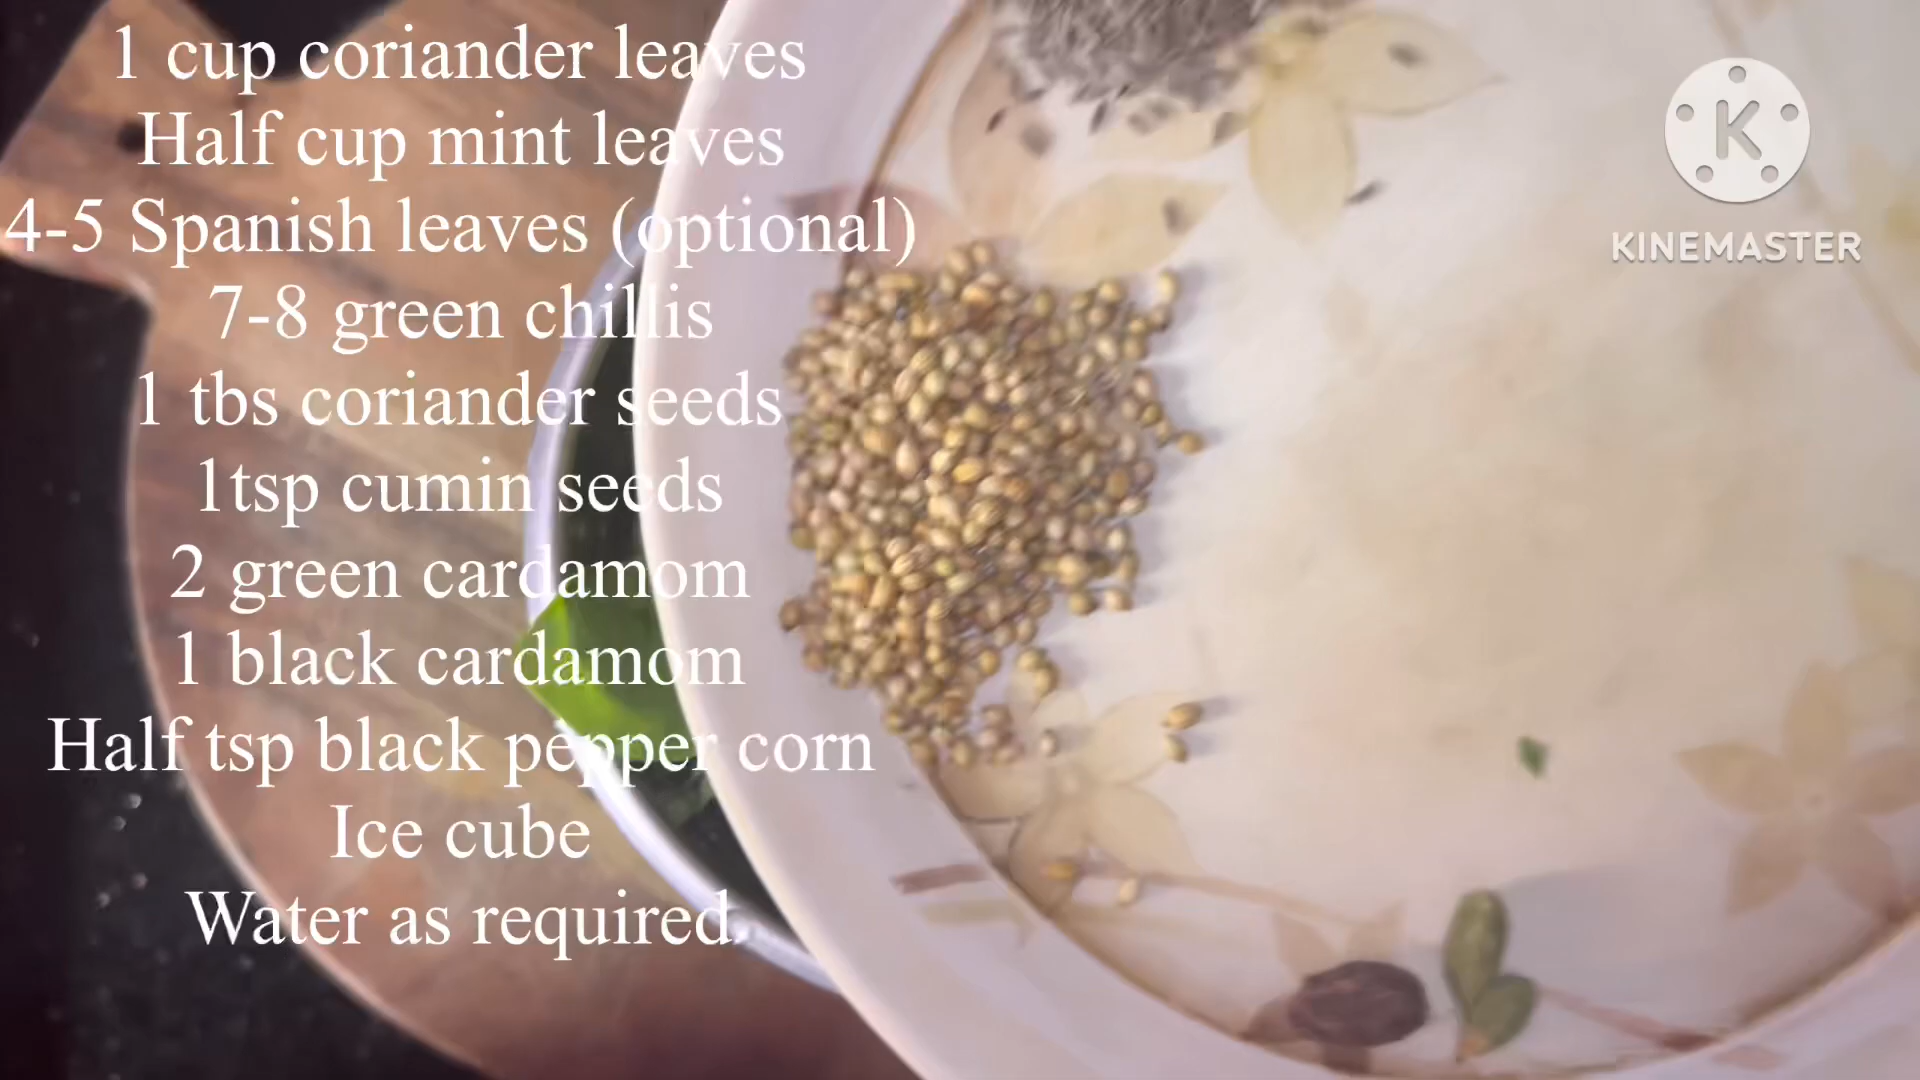 1 cup coriander leaves
Half cup mint leaves
4-5 Spanish leaves (optional)
7-8 green chillis
1 tbs coriander seeds
1tsp cumin seeds
2 green cardamom
1 black cardamom
Half tsp black pepper corn
Ice cube
Water as required.
K
KINEMASTER